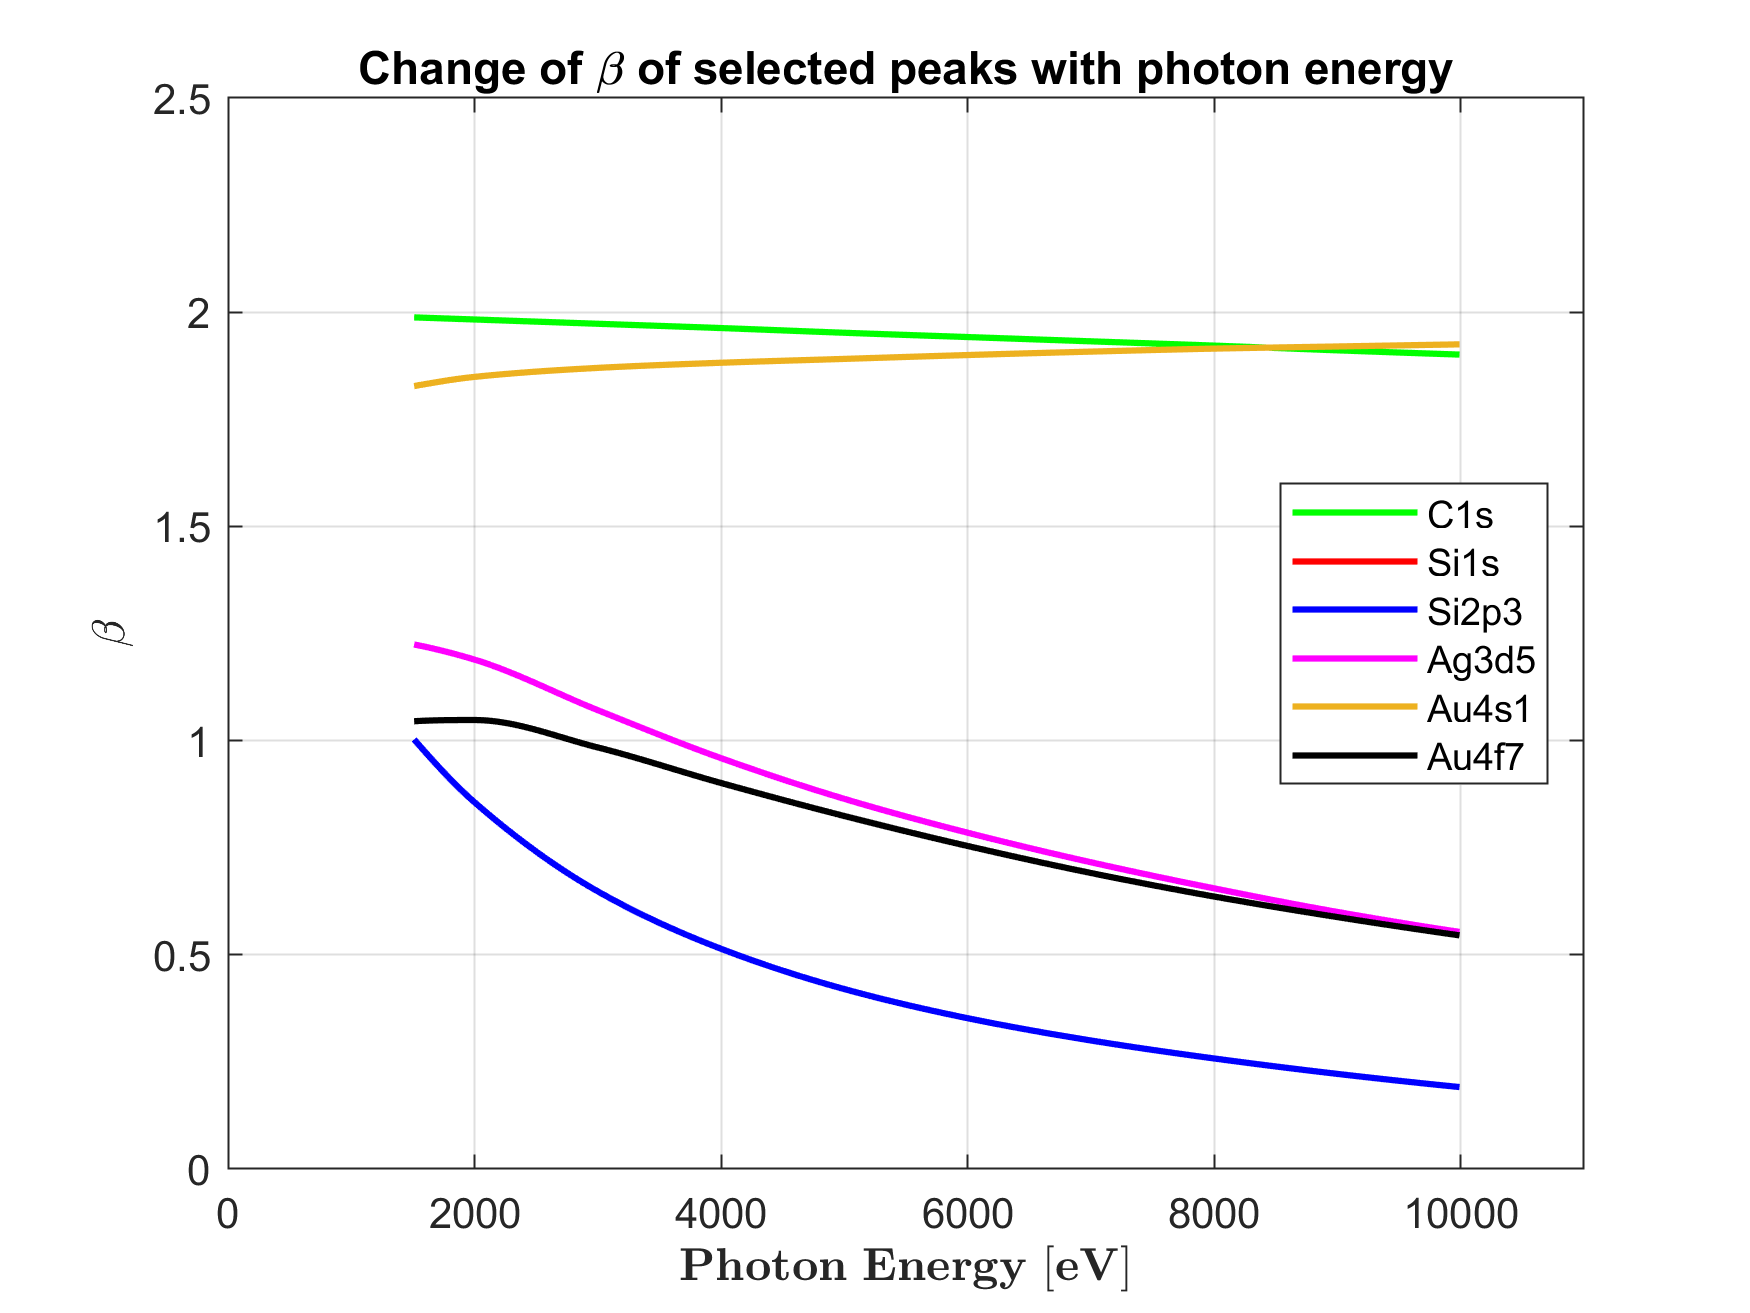 Change of β of selected peaks with photon energy
2.5
2
1.5
1
0.5
0
β
C1s
Si1s
Si2p3
Ag3d5
Au4s1
Au4f7
0 2000 4000 6000 8000 10000
Photon Energy [eV]